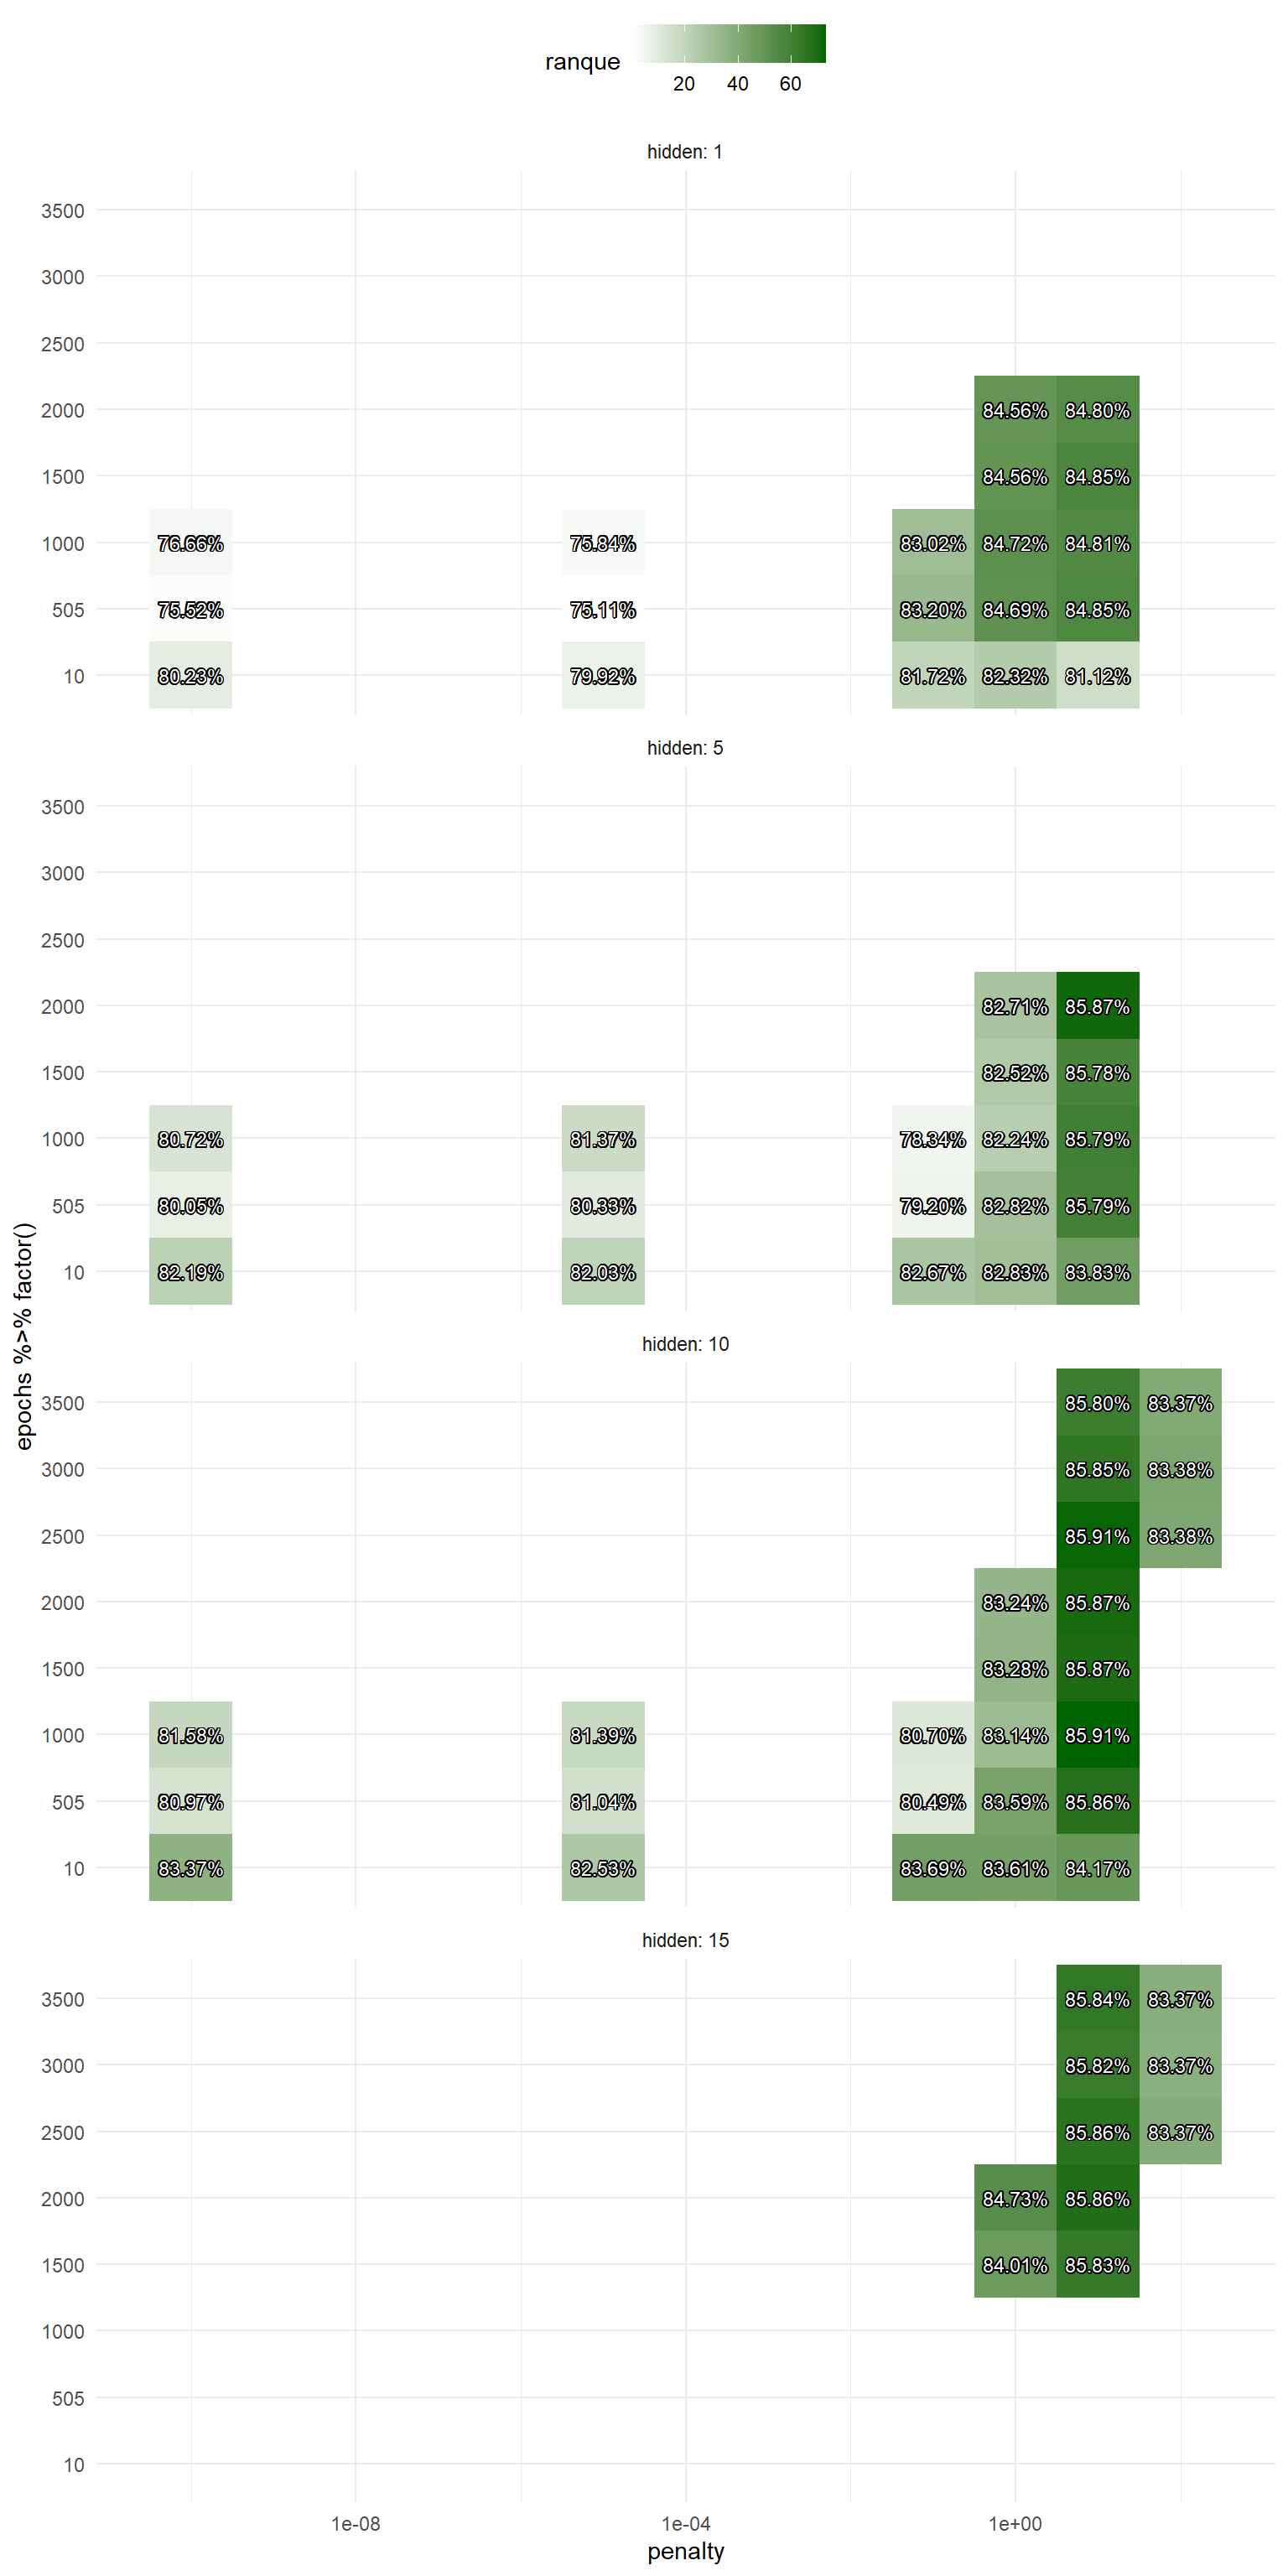 ranque
20 40 60
hidden: 1
3500
3000
2500
2000 84.56% 84.80%
1500 84.56% 84.85%
1000 76.66% 75.84% 83.02% 84.72% 84.81%
505 75.52% 75.11% 83.20% 84.69% 84.85%
10 80.23% 79.92% 81.72% 82.32% 81.12%
hidden: 5
3500
3000
2500
2000 82.71% 85.87%
1500 82.52% 85.78%
1000 80.72% 81.37% 78.34% 82.24% 85.79%
505 80.05% 80.33% 79.20% 82.82% 85.79%
10 82.19% 82.03% 82.67% 82.83% 83.83%
epochs %>% factor()
hidden: 10
3500 85.80% 83.37%
3000 85.85% 83.38%
2500 85.91% 83.38%
2000 83.24% 85.87%
1500 83.28% 85.87%
1000 81.58% 81.39% 80.70% 83.14% 85.91%
505 80.97% 81.04% 80.49% 83.59% 85.86%
10 83.37% 82.53% 83.69% 83.61% 84.17%
hidden: 15
3500 85.84% 83.37%
3000 85.82% 83.37%
2500 85.86% 83.37%
2000 84.73% 85.86%
1500 84.01% 85.83%
1000
505
10
1e-08 1e-04 1e+00
penalty